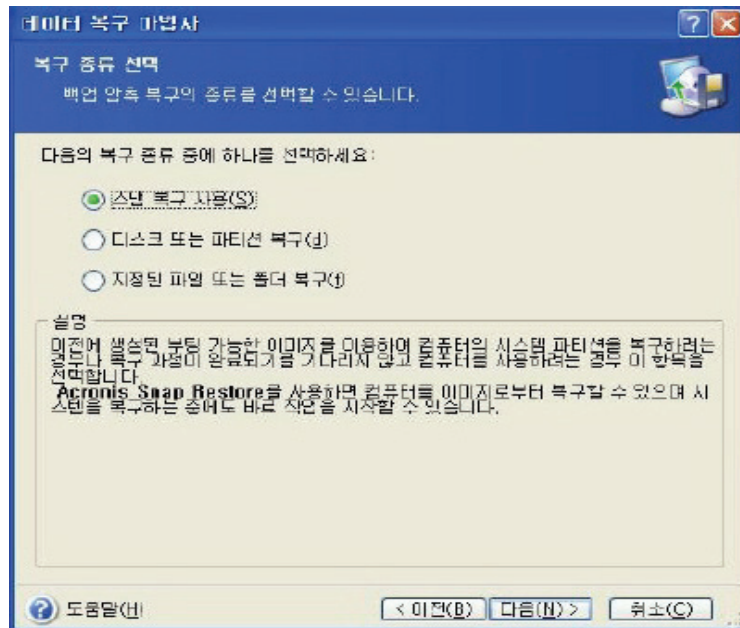 데이터 복구 마법사
복구 종류 선택
백업 압축 복구의 종류를 선택할 수 있습니다.
다음의 복구 종류 중에 하나를 선택하세요:
스냅 복구 사용(S)
디스크 또는 파티션 복구(d)
지정된 파일 또는 폴더 복구(f)
설명
이전에 생성된 부팅 가능한 이미지를 이용하여 컴퓨터의 시스템 파티션을 복구하려는
경우나 복구 과정이 완료되기를 기다리지 않고 컴퓨터를 사용하려는 경우 이 항목을
선택합니다.
Acronis Snap Restore를 사용하면 컴퓨터를 이미지로부터 복구할 수 있으며 시
스템을 복구하는 중에도 바로 작업을 시작할 수 있습니다.
도움말(H)
< 이전(B)
다음(N) >
취소(C)